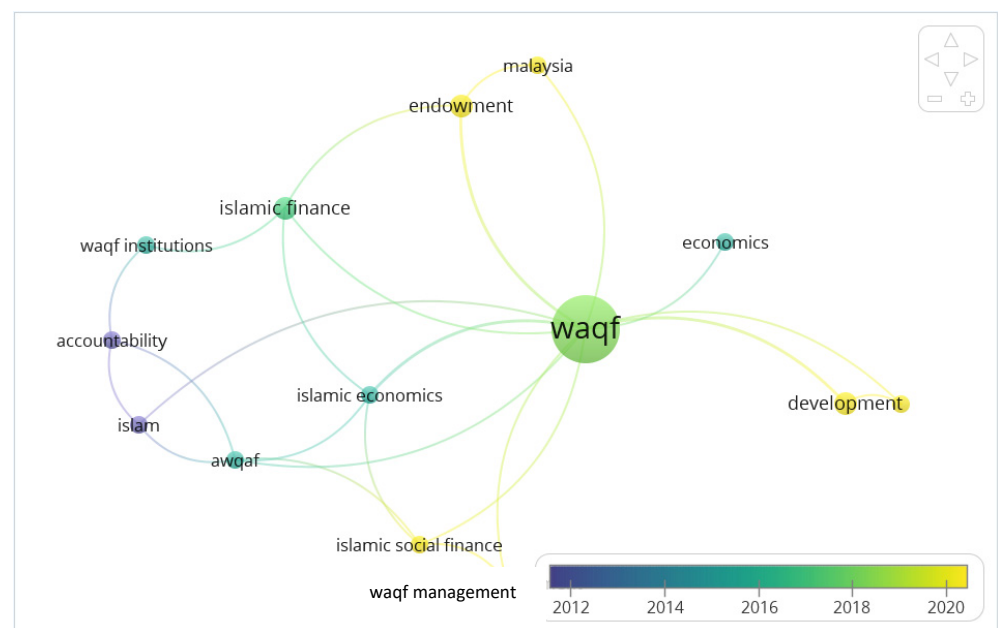 malaysia
endowment
islamic finance
waqf institutions
economics
waqf
accountability
islamic economics
development
islam
awqaf
islamic social finance
waqf management
2012 2014 2016 2018 2020